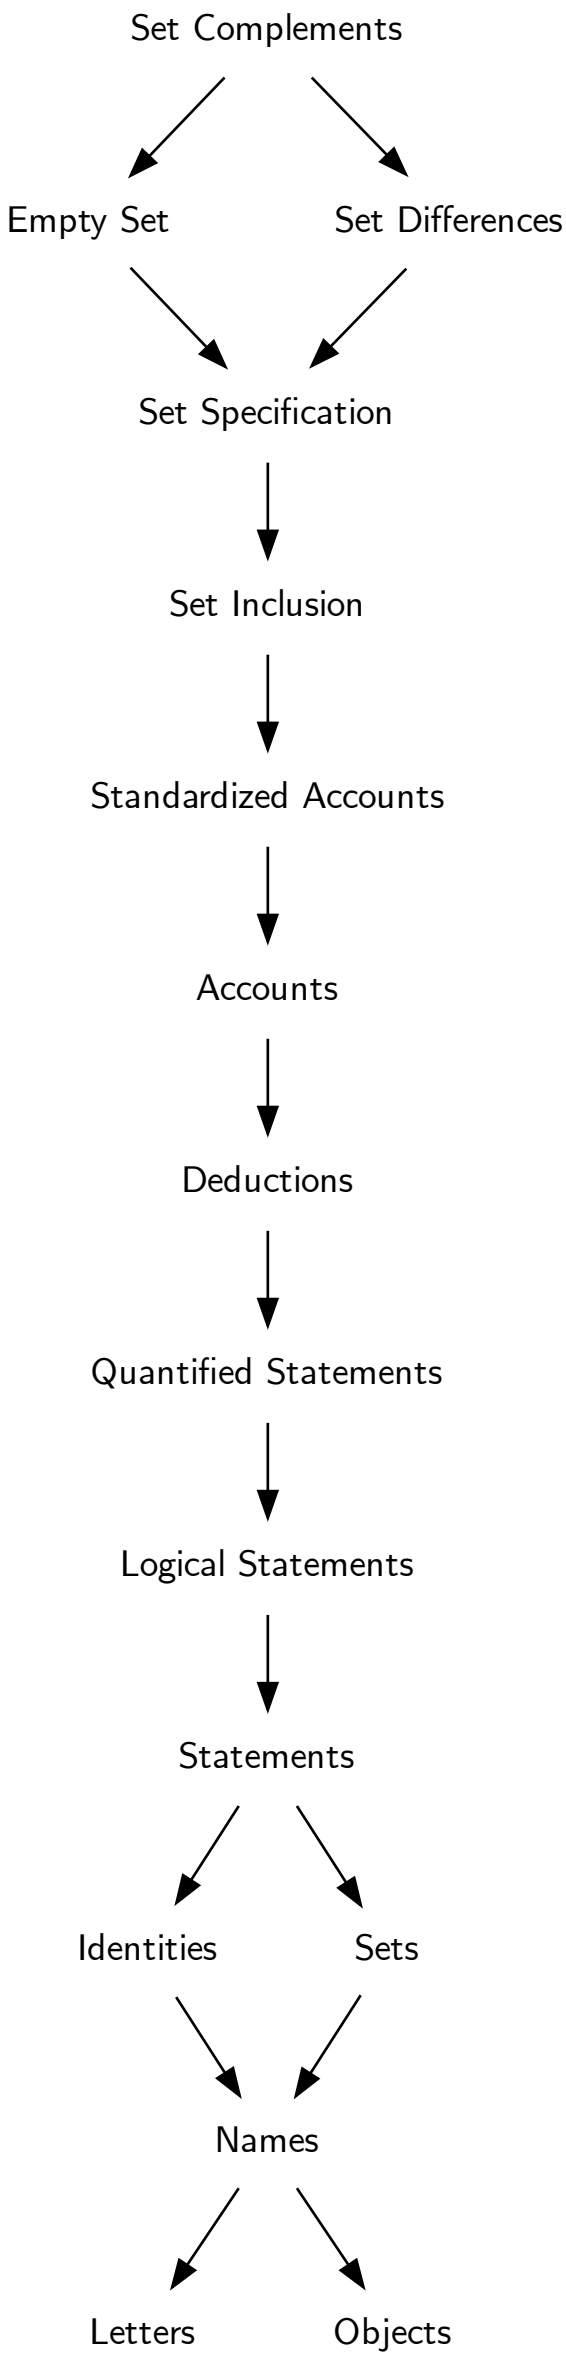 Set Complements
Empty Set
Set Differences
Set Specification
Set Inclusion
Standardized Accounts
Accounts
Deductions
Quantified Statements
Logical Statements
Statements
Identities
Sets
Names
Letters
Objects